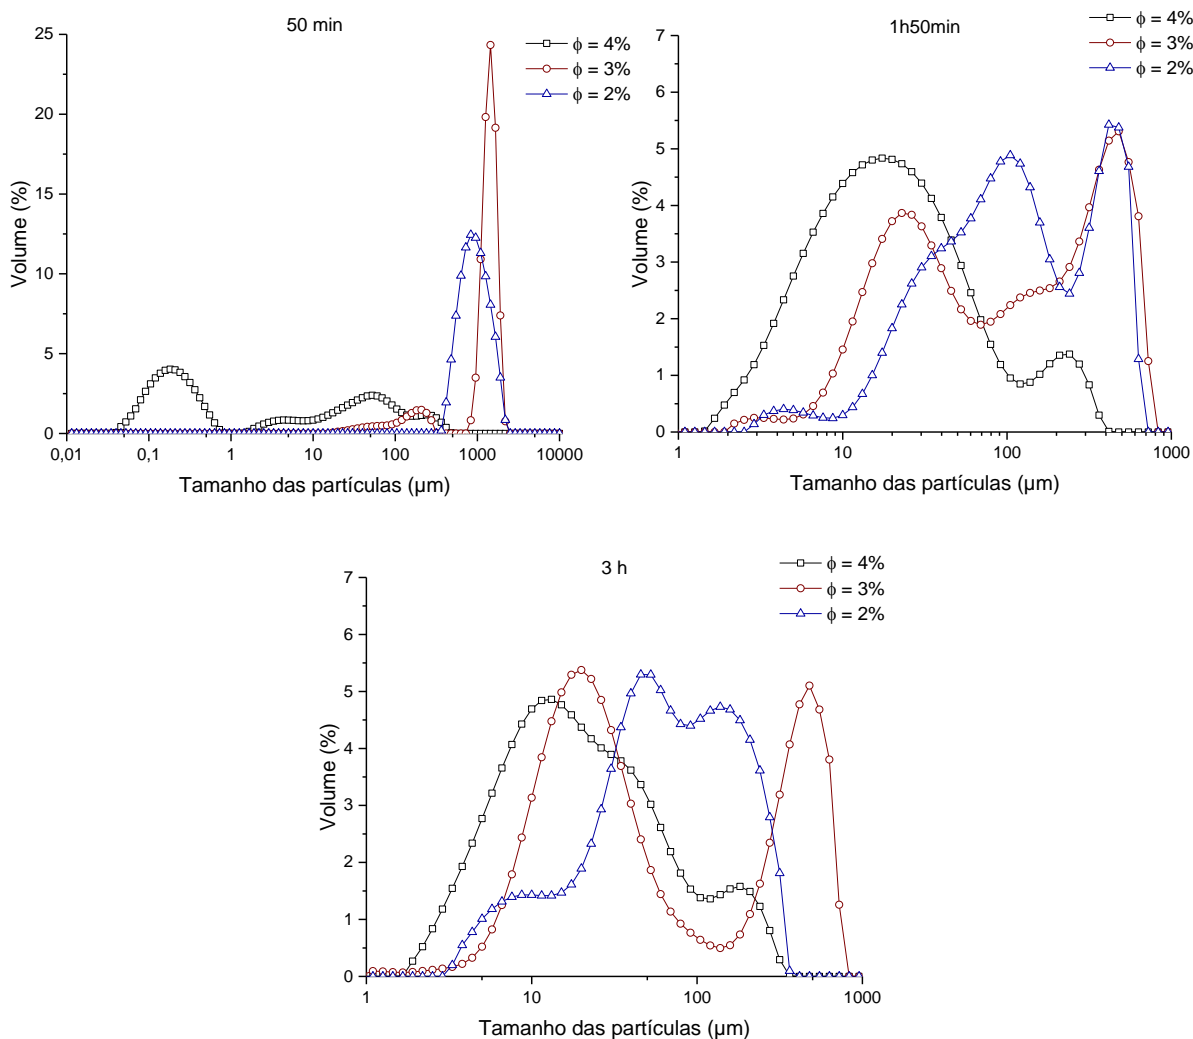 50 min
ϕ = 4%
ϕ = 3%
ϕ = 2%
25
20
15
10
5
0
Volume (%)
0,01
0,1
1
10
100
1000
10000
Tamanho das partículas (µm)
1h50min
ϕ = 4%
ϕ = 3%
ϕ = 2%
7
6
5
4
3
2
1
0
Volume (%)
1
10
100
1000
Tamanho das partículas (µm)
3 h
ϕ = 4%
ϕ = 3%
ϕ = 2%
7
6
5
4
3
2
1
0
Volume (%)
1
10
100
1000
Tamanho das partículas (µm)